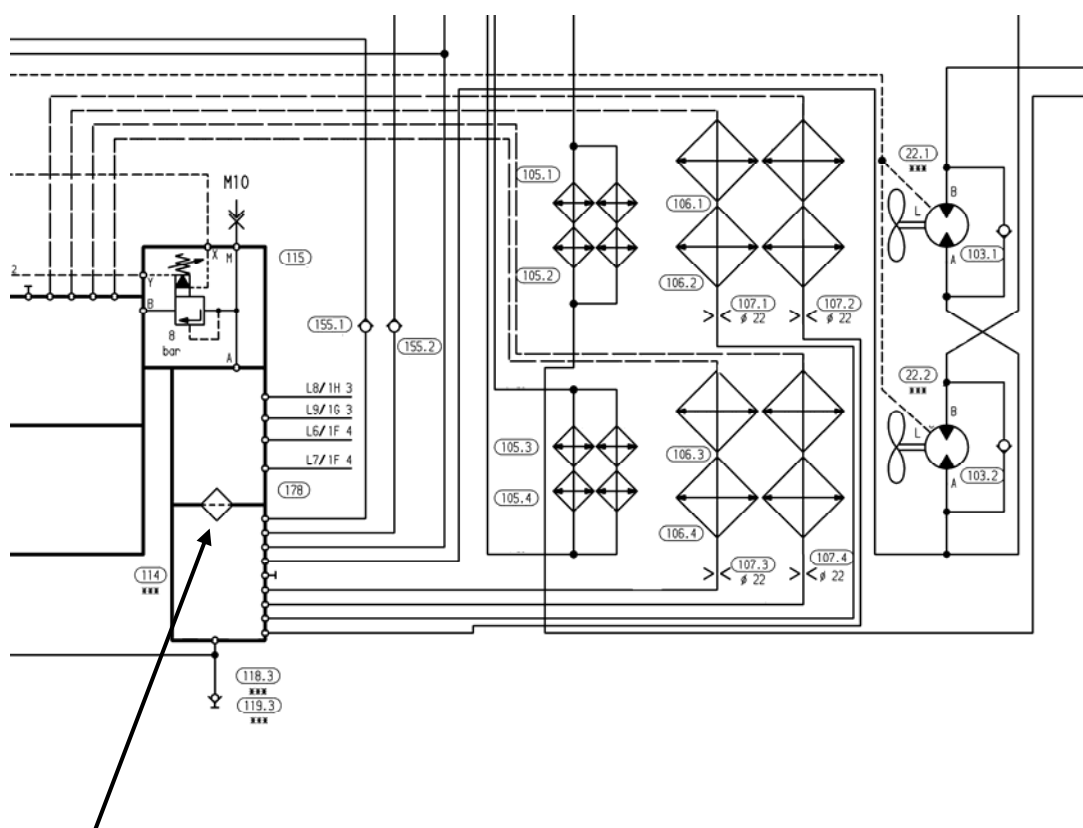 M10
2
X
M
115
Y
B
8
bar
A
L8/1H 3
L9/1G 3
L6/1F 4
L7/1F 4
178
114
***
118.3
***
119.3
***
155.1
155.2
105.1
105.2
106.1
106.2
107.1
ø 22
107.2
ø 22
105.3
105.4
106.3
106.4
107.3
ø 22
107.4
ø 22
22.1
***
B
L
A
103.1
22.2
***
B
L
A
103.2